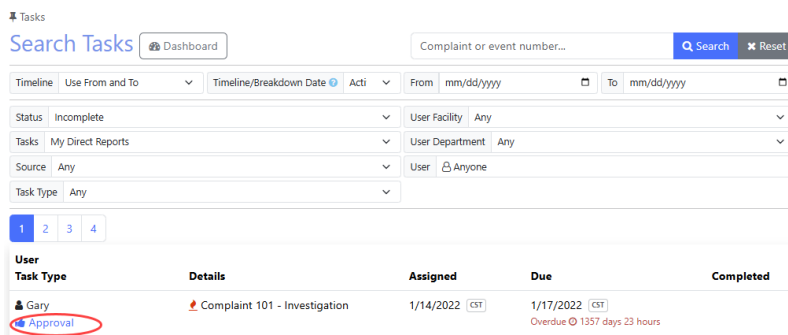 Tasks
Search Tasks Dashboard Complaint or event number... Search Reset
Timeline Use From and To Timeline/Breakdown Date Acti From mm/dd/yyyy To mm/dd/yyyy
Status Incomplete User Facility Any
Tasks My Direct Reports User Department Any
Source Any User Anyone
Task Type Any
1 2 3 4
User
Task Type Details Assigned Due Completed
Gary Complaint 101 - Investigation 1/14/2022 CST 1/17/2022 CST
Approval Overdue 1357 days 23 hours